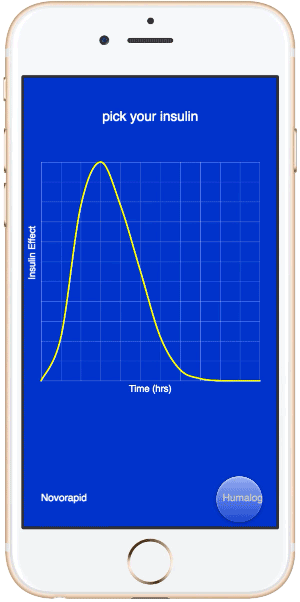 pick your insulin
Insulin Effect
Time (hrs)
Novorapid
Humalog